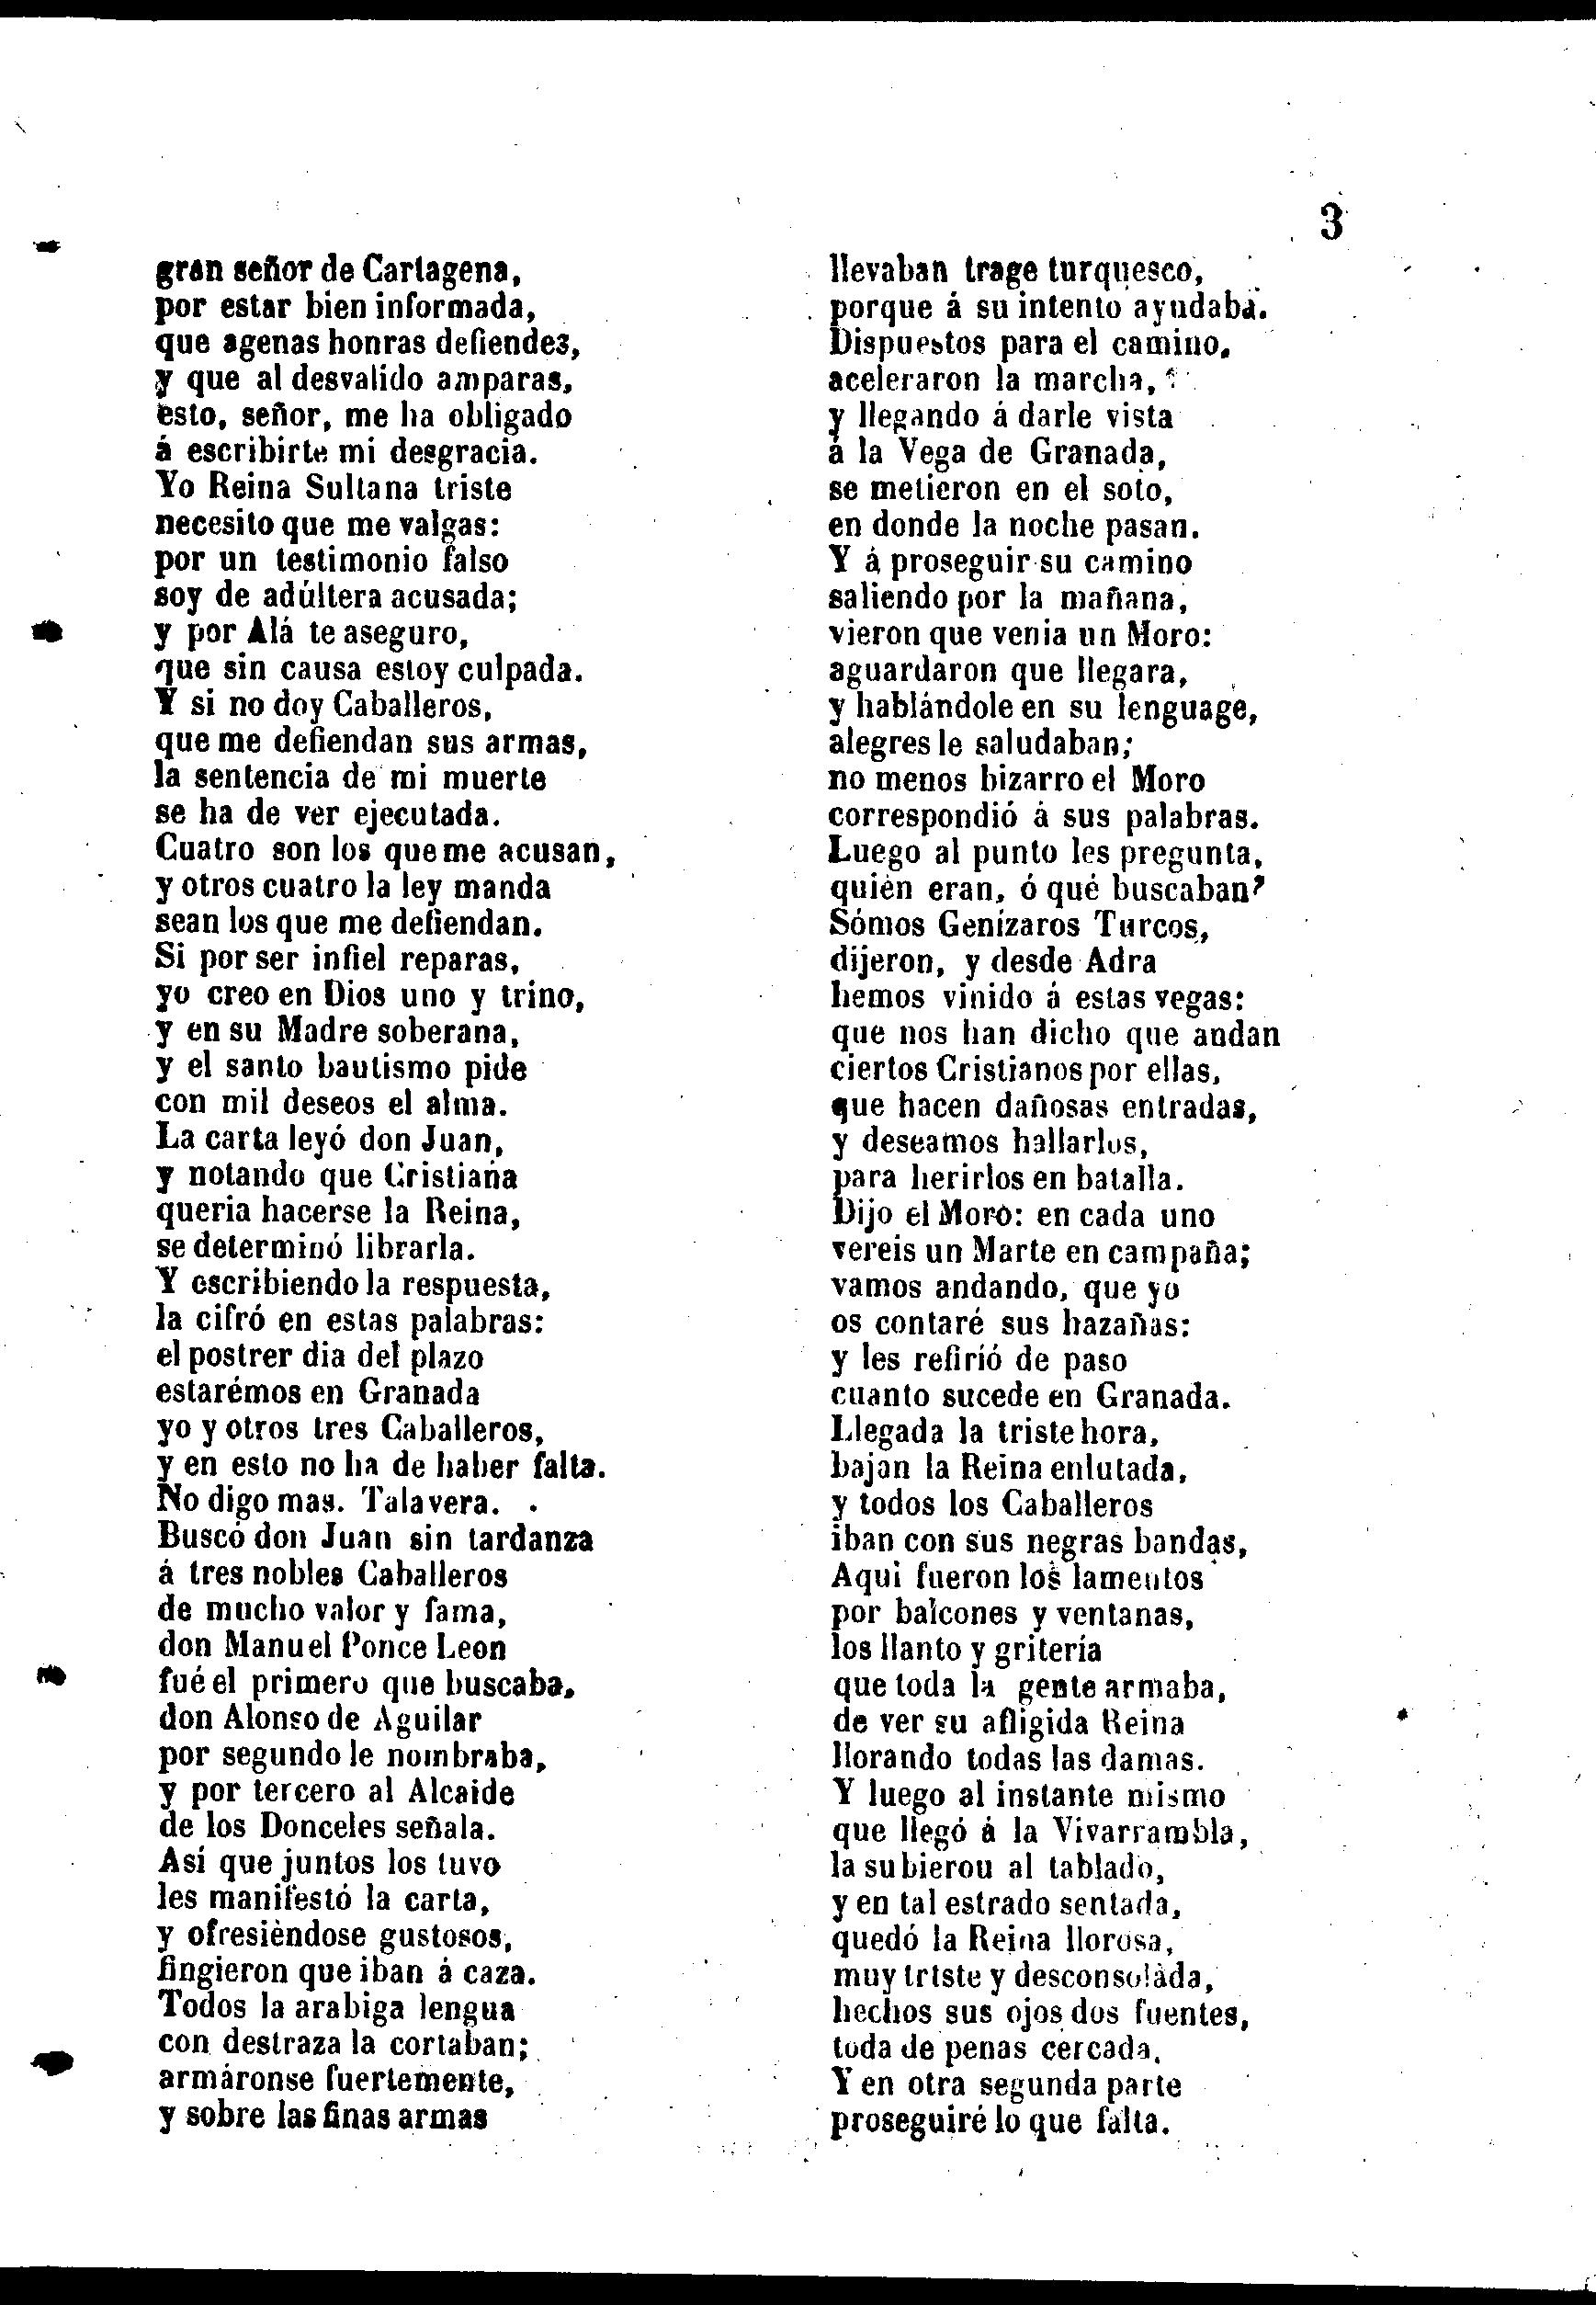 3
gran señor de Cartagena,
por estar bien informada,
que agenas honras defiendes,
y que al desvalido amparas,
esto, señor, me ha obligado
á escribirte mi desgracia.
Yo Reina Sultana triste
necesito que me valgas:
por un testimonio falso
soy de adúltera acusada;
y por Alá te aseguro,
que sin causa estoy culpada.
Y si no doy Caballeros,
que me defiendan sus armas,
la sentencia de mi muerte
se ha de ver ejecutada.
Cuatro son los que me acusan,
y otros cuatro la ley manda
sean los que me defiendan.
Si por ser infiel reparas,
yo creo en Dios uno y trino,
y en su Madre soberana,
y el santo bautismo pide
con mil deseos el alma.
La carta leyó don Juan,
y notando que Cristiana
queria hacerse la Reina,
se determinó librarla.
Y escribiendo la respuesta,
la cifró en estas palabras:
el postrer dia del plazo
estarémos en Granada
yo y otros tres Caballeros,
y en esto no ha de haber falta.
No digo mas. Talavera.
Buscó don Juan sin tardanza
á tres nobles Caballeros
de mucho valor y fama,
don Manuel Ponce Leon
fué el primero que buscaba,
don Alonso de Aguilar
por segundo le nombraba,
y por tercero al Alcaide
de los Donceles señala.
Así que juntos los tuvo
les manifestó la carta,
y ofresiéndose gustosos,
fingieron que iban á caza.
Todos la arabiga lengua
con destraza la cortaban;
armáronse fuertemente,
y sobre las finas armas
llevaban trage turquesco,
porque á su intento ayudaba.
Dispuestos para el camino,
aceleraron la marcha,
y llegando á darle vista
á la Vega de Granada,
se metieron en el soto,
en donde la noche pasan.
Y á proseguir su camino
saliendo por la mañana,
vieron que venia un Moro:
aguardaron que llegara,
y hablándole en su lenguage,
alegres le saludaban;
no menos bizarro el Moro
correspondió á sus palabras.
Luego al punto les pregunta,
quién eran, ó qué buscaban?
Sómos Genízaros Turcos,
dijeron, y desde Adra
hemos vinido á estas vegas:
que nos han dicho que andan
ciertos Cristianos por ellas,
que hacen dañosas entradas,
y deseamos hallarlos,
para herirlos en batalla.
Dijo el Moro: en cada uno
vereis un Marte en campaña;
vamos andando, que yo
os contaré sus hazañas:
y les refirió de paso
cuanto sucede en Granada.
Llegada la triste hora,
bajan la Reina enlutada,
y todos los Caballeros
iban con sus negras bandas,
Aqui fueron los lamentos
por balcones y ventanas,
los llanto y gritería
que toda la gente armaba,
de ver su afligida Reina
llorando todas las damas.
Y luego al instante mismo
que llegó á la Vivarrambla,
la subierou al tablado,
y en tal estrado sentada,
quedó la Reina llorosa,
muy trtste y desconsolada,
hechos sus ojos dos fuentes,
toda de penas cercada.
Y en otra segunda parte
proseguiré lo que falta.